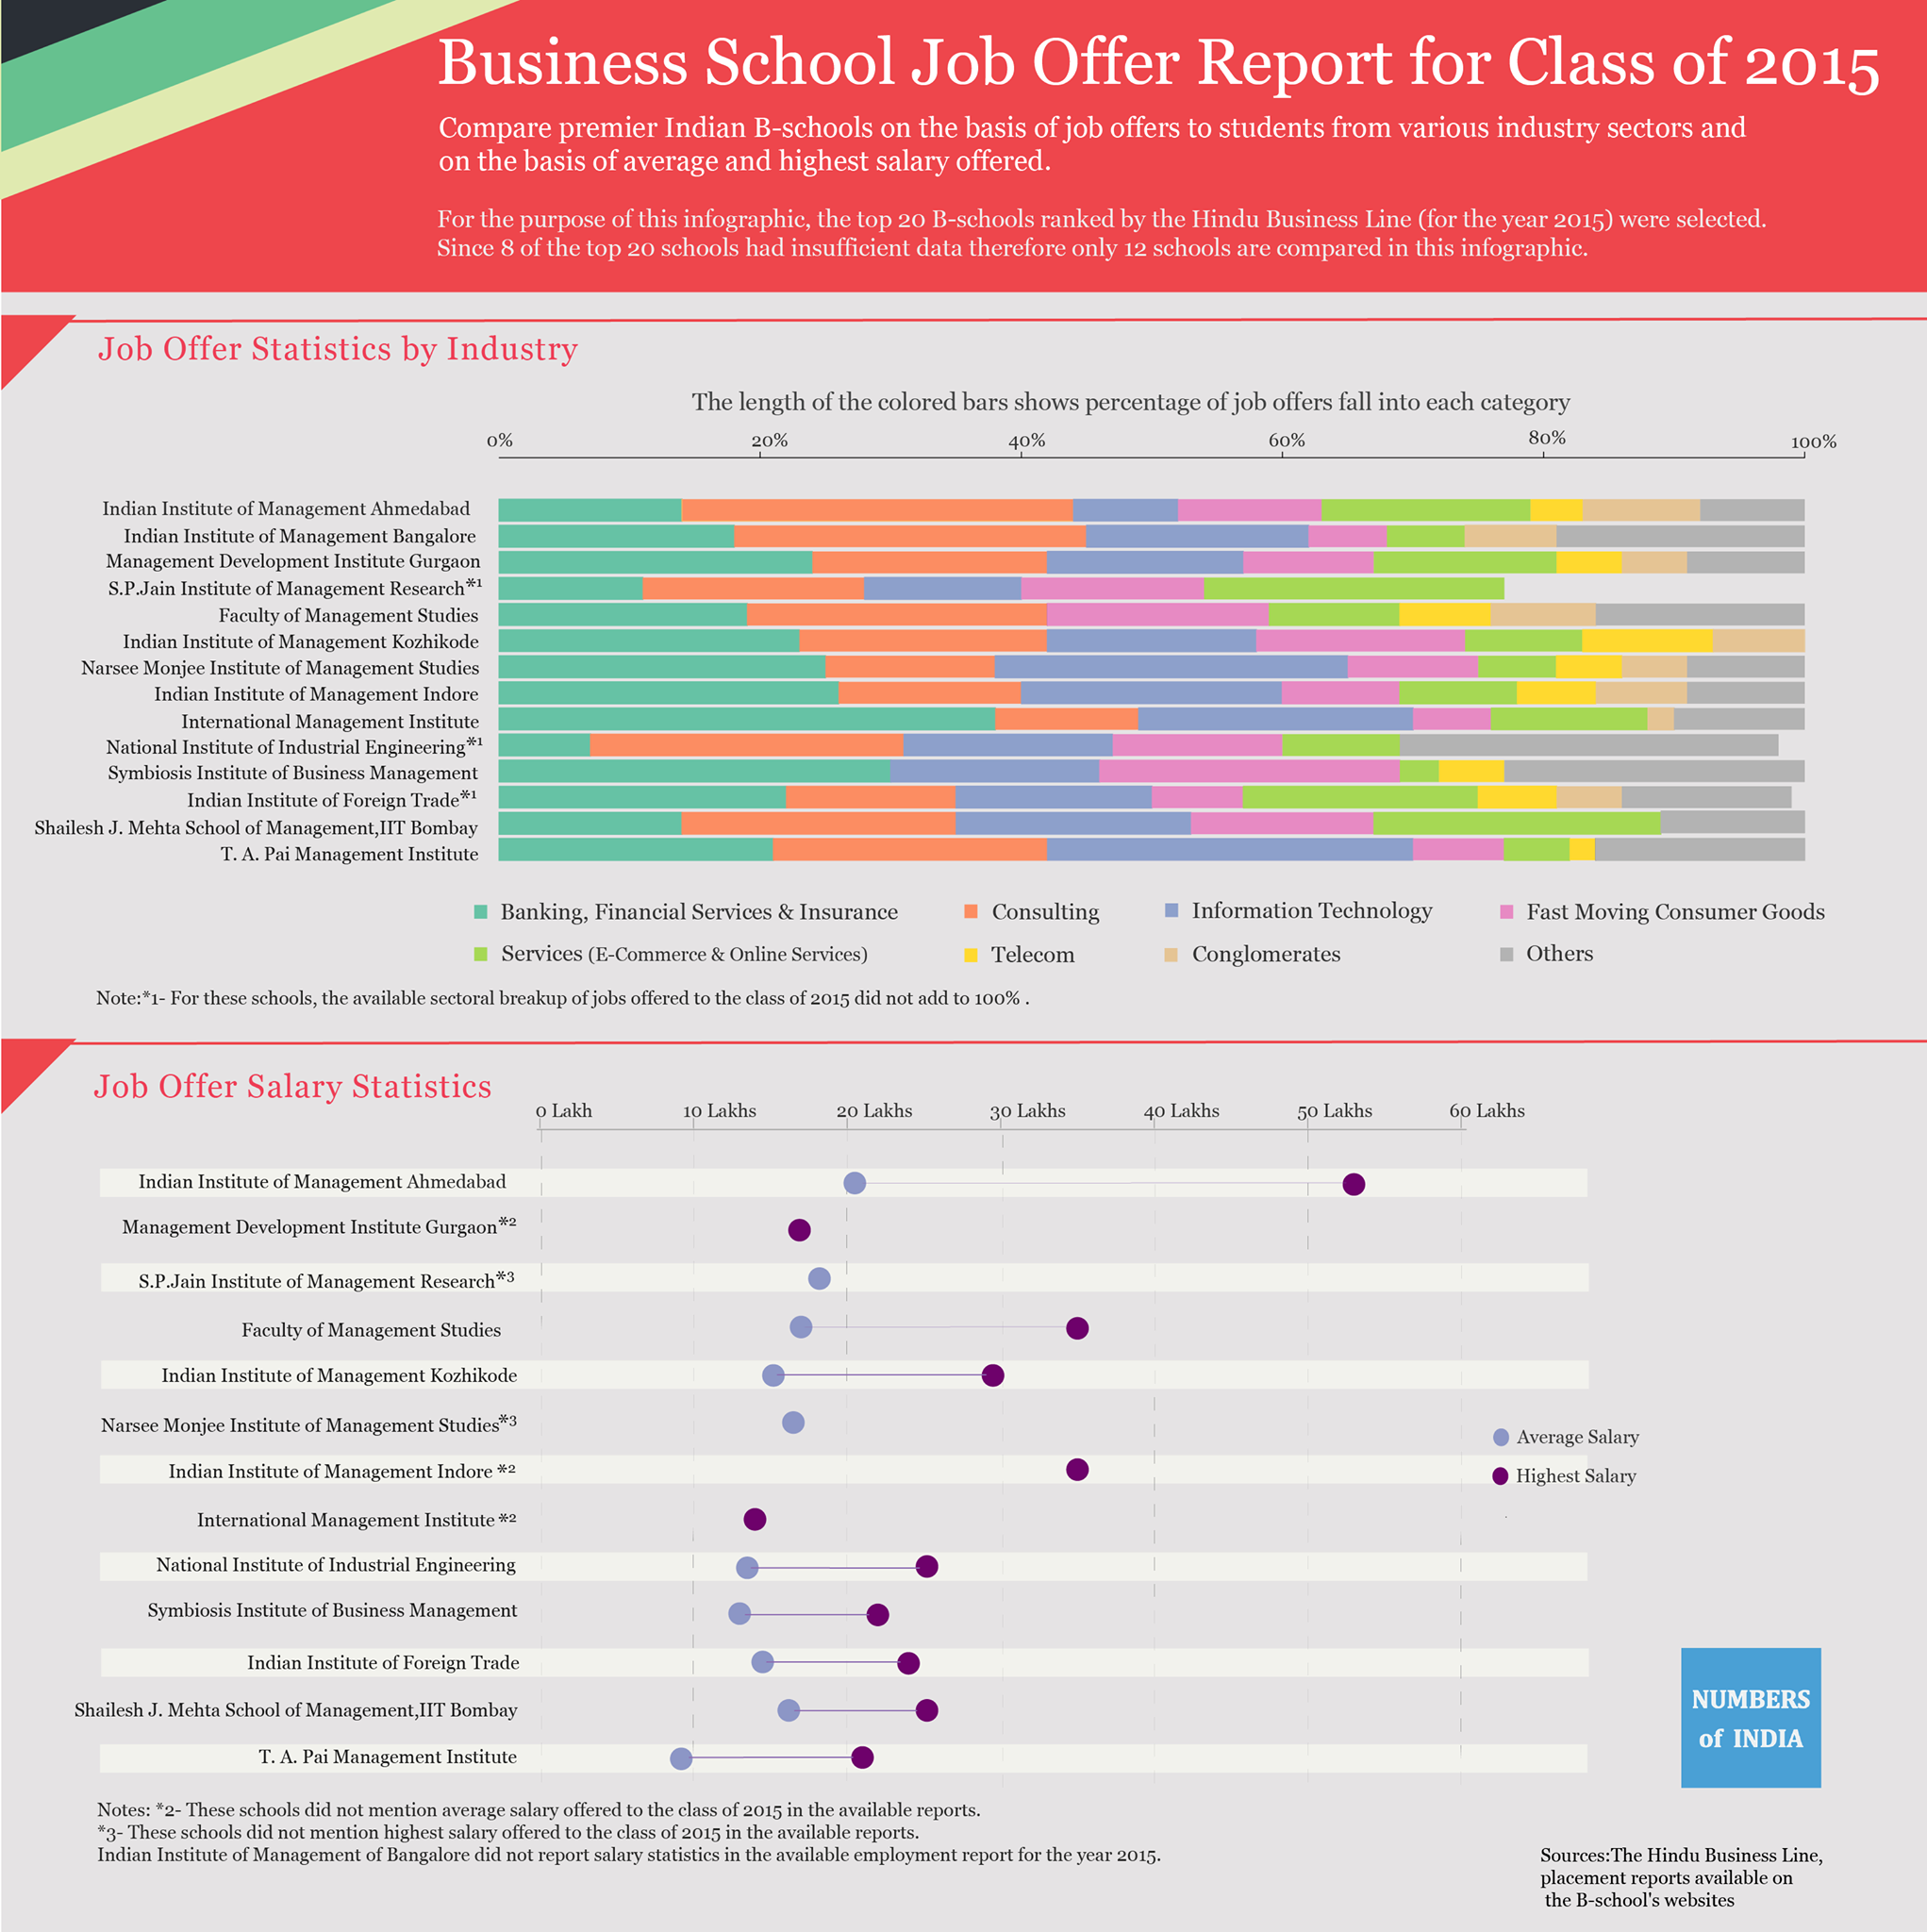 Business School Job Offer Report for Class of 2015
Compare premier Indian B-schools on the basis of job offers to students from various industry sectors and
on the basis of average and highest salary offered.
For the purpose of this infographic, the top 20 B-schools ranked by the Hindu Business Line (for the year 2015) were selected.
Since 8 of the top 20 schools had insufficient data therefore only 12 schools are compared in this infographic.
Job Offer Statistics by Industry
The length of the colored bars shows percentage of job offers fall into each category
0% 20% 40% 60% 80% 100%
Indian Institute of Management Ahmedabad
Indian Institute of Management Bangalore
Management Development Institute Gurgaon
S.P.Jain Institute of Management Research*1
Faculty of Management Studies
Indian Institute of Management Kozhikode
Narsee Monjee Institute of Management Studies
Indian Institute of Management Indore
International Management Institute
National Institute of Industrial Engineering*1
Symbiosis Institute of Business Management
Indian Institute of Foreign Trade*1
Shailesh J. Mehta School of Management,IIT Bombay
T. A. Pai Management Institute
Banking, Financial Services & Insurance Consulting Information Technology Fast Moving Consumer Goods
Services (E-Commerce & Online Services) Telecom Conglomerates Others
Note:*1- For these schools, the available sectoral breakup of jobs offered to the class of 2015 did not add to 100% .
Job Offer Salary Statistics
0 Lakh 10 Lakhs 20 Lakhs 30 Lakhs 40 Lakhs 50 Lakhs 60 Lakhs
Indian Institute of Management Ahmedabad
Management Development Institute Gurgaon*2
S.P.Jain Institute of Management Research*3
Faculty of Management Studies
Indian Institute of Management Kozhikode
Narsee Monjee Institute of Management Studies*3
Average Salary
Indian Institute of Management Indore *2
Highest Salary
International Management Institute *2
National Institute of Industrial Engineering
Symbiosis Institute of Business Management
Indian Institute of Foreign Trade
Shailesh J. Mehta School of Management,IIT Bombay
T. A. Pai Management Institute
NUMBERS
of INDIA
Notes: *2- These schools did not mention average salary offered to the class of 2015 in the available reports.
*3- These schools did not mention highest salary offered to the class of 2015 in the available reports.
Indian Institute of Management of Bangalore did not report salary statistics in the available employment report for the year 2015.
Sources:The Hindu Business Line,
placement reports available on
the B-school's websites